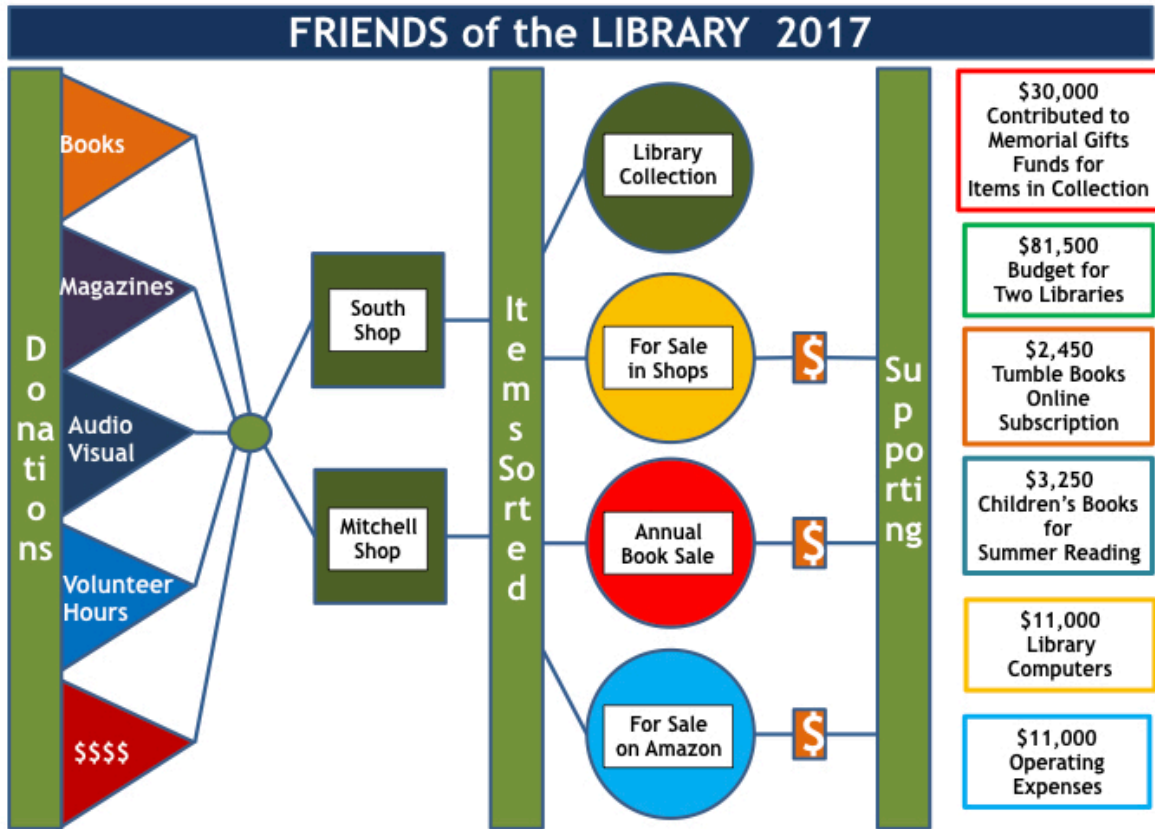 FRIENDS of the LIBRARY 2017
D
o
na
ti
o
ns
Books
Magazines
Audio
Visual
Volunteer
Hours
$$$$
South
Shop
Mitchell
Shop
It
e
m
s
So
r
te
d
Library
Collection
For Sale
in Shops
$
Annual
Book Sale
$
For Sale
on Amazon
$
Su
p
po
rti
ng
$30,000
Contributed to
Memorial Gifts
Funds for
Items in Collection
$81,500
Budget for
Two Libraries
$2,450
Tumble Books
Online
Subscription
$3,250
Children’s Books
for
Summer Reading
$11,000
Library
Computers
$11,000
Operating
Expenses